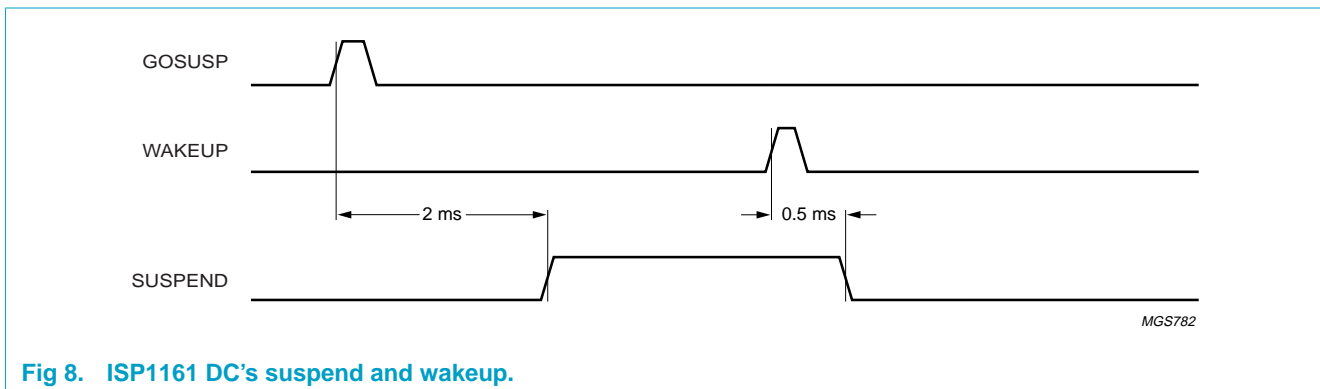 GOSUSP
WAKEUP
2 ms
0.5 ms
SUSPEND
MGS782
Fig 8. ISP1161 DC’s suspend and wakeup.